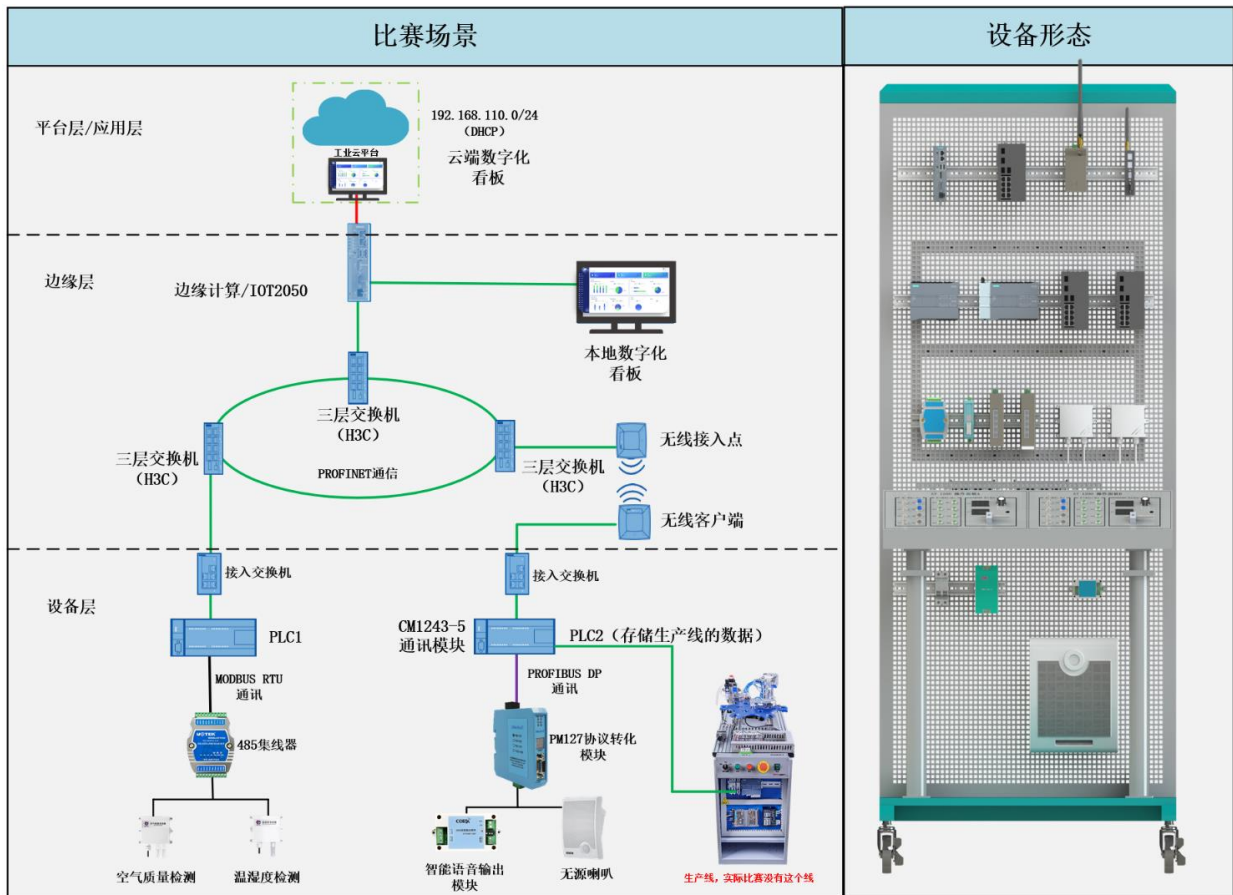 比赛场景
设备形态
平台层/应用层
192.168.110.0/24
（DHCP）
云端数字化
看板
工业云平台
边缘层
边缘计算/IOT2050
本地数字化
看板
三层交换机
（H3C）
三层交换机
（H3C）
PROFINET通信
三层交换机
（H3C）
无线接入点
无线客户端
设备层
接入交换机
接入交换机
PLC1
CM1243-5
通讯模块
PLC2（存储生产线的数据）
MODBUS RTU
通讯
PROFIBUS DP
通讯
485集线器
PM127协议转化
模块
空气质量检测
温湿度检测
智能语音输出
模块
无源喇叭
生产线，实际比赛没有这个线